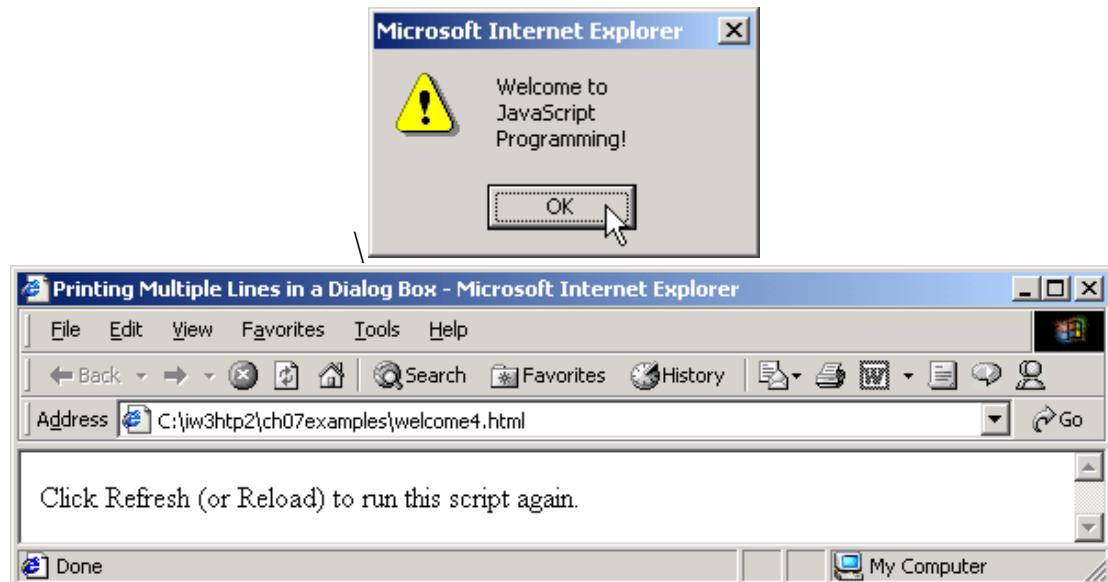 Microsoft Internet Explorer
Welcome to
JavaScript
Programming!
OK
\
Printing Multiple Lines in a Dialog Box - Microsoft Internet Explorer
File Edit View Favorites Tools Help
Back Search Favorites History
Address C:\iw3htp2\ch07examples\welcome4.html Go
Click Refresh (or Reload) to run this script again.
Done My Computer